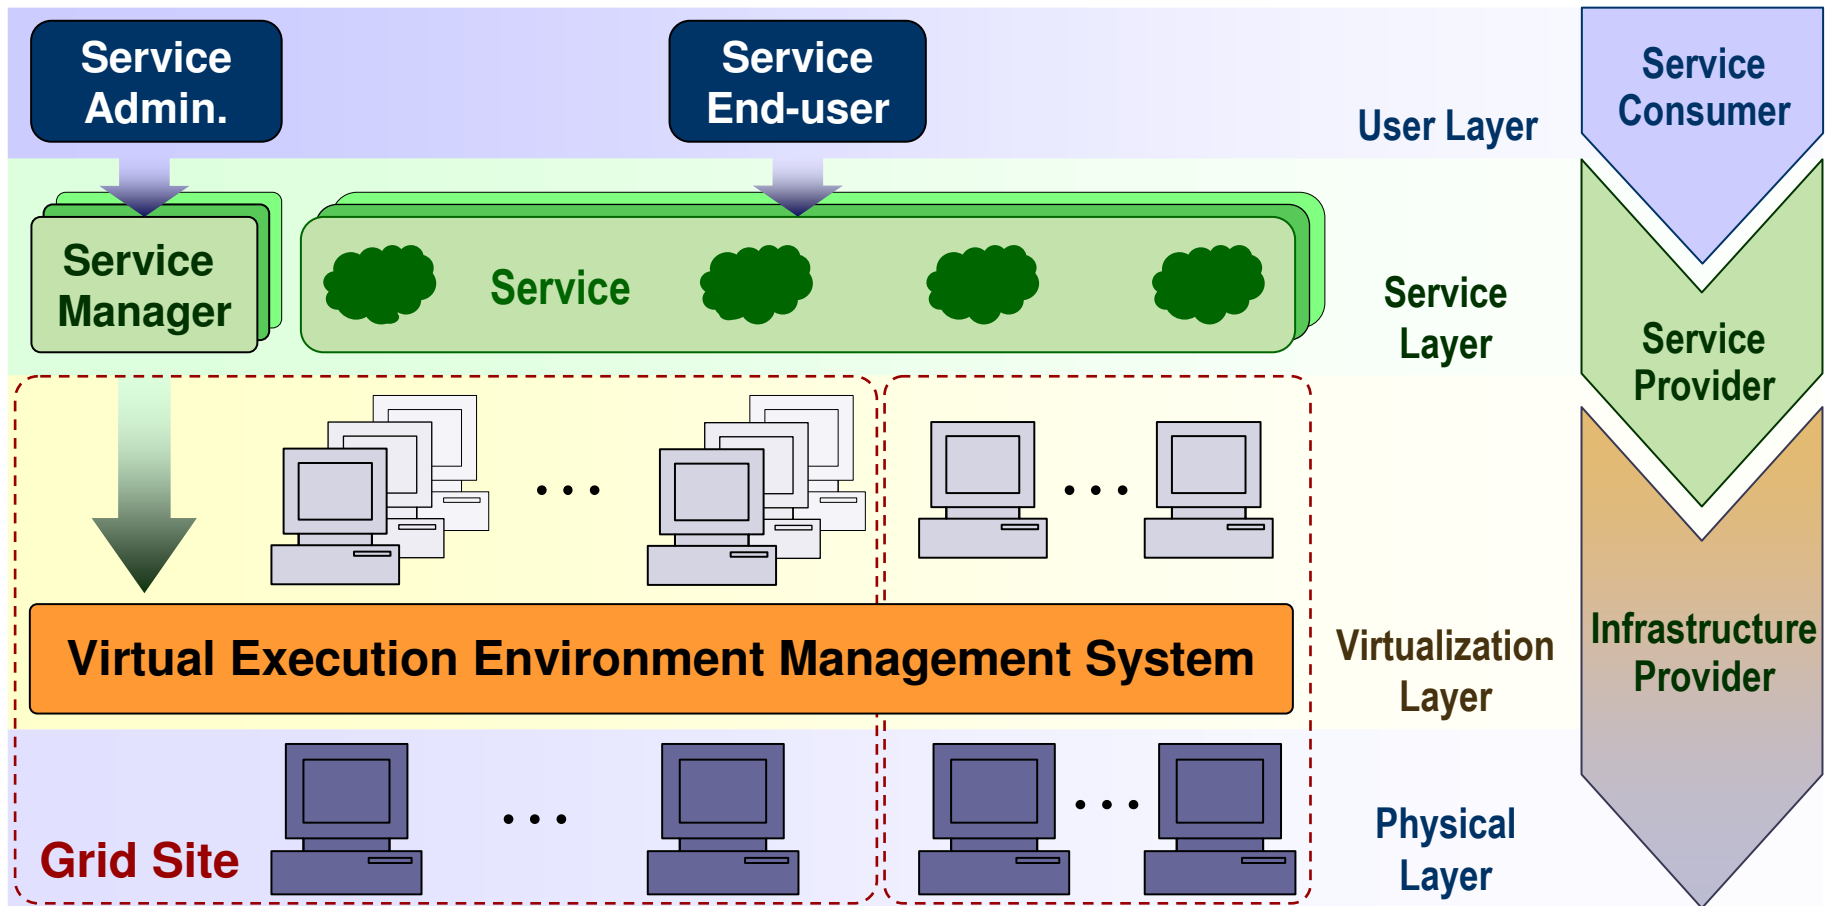 Service
Admin.
Service
End-user
User Layer
Service
Consumer
Service
Manager
Service
Service
Layer
Service
Provider
Virtual Execution Environment Management System
Virtualization
Layer
Infrastructure
Provider
Grid Site
Physical
Layer